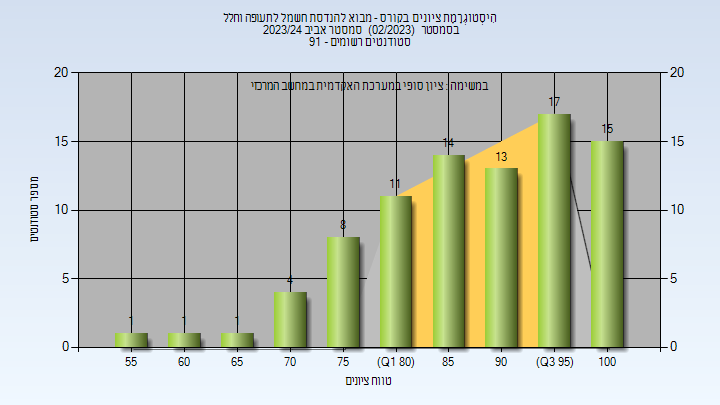 הִיסְטוֹגְרָמַת ציונים בקורס - מבוא להנדסת חשמל לתעופה וחלל
בסמסטר (02/2023) סמסטר אביב 2023/24
סטודנטים רשומים - 91
במשימה : ציון סופי במערכת האקדמית במחשב המרכזי
20 20
15 15
10 10
5 5
0 0
מספר סטודנטים
1 1 1 4 8 11 14 13 17 15
55 60 65 70 75 (Q1 80) 85 90 (Q3 95) 100
טווח ציונים